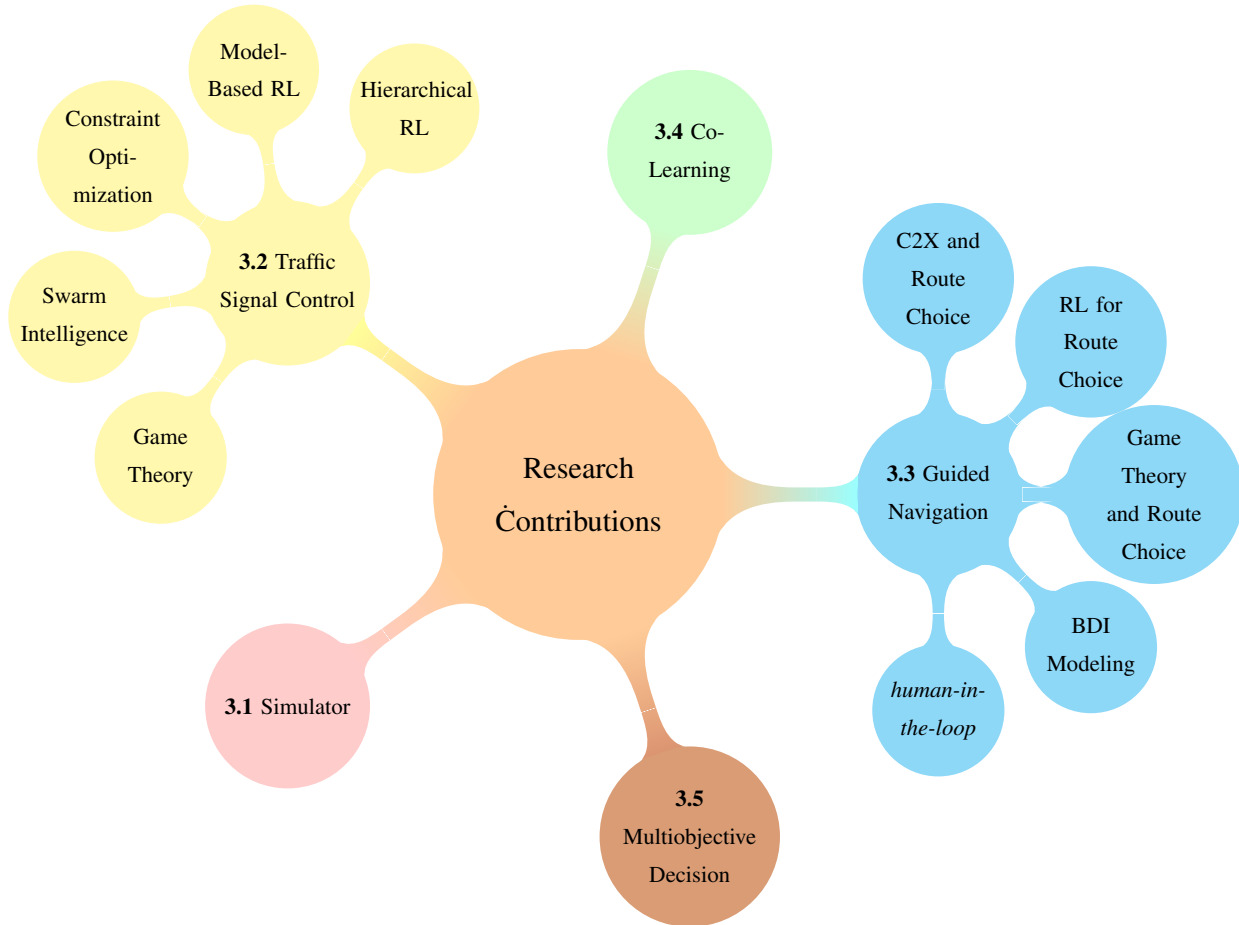 Model-
Based RL
Hierarchical
RL
Constraint
Opti-
mization
3.2 Traffic
Signal Control
Swarm
Intelligence
Game
Theory
3.4 Co-
Learning
C2X and
Route
Choice
RL for
Route
Choice
Game
Theory
and Route
Choice
3.3 Guided
Navigation
BDI
Modeling
human-in-
the-loop
Research
Ċontributions
3.1 Simulator
3.5
Multiobjective
Decision